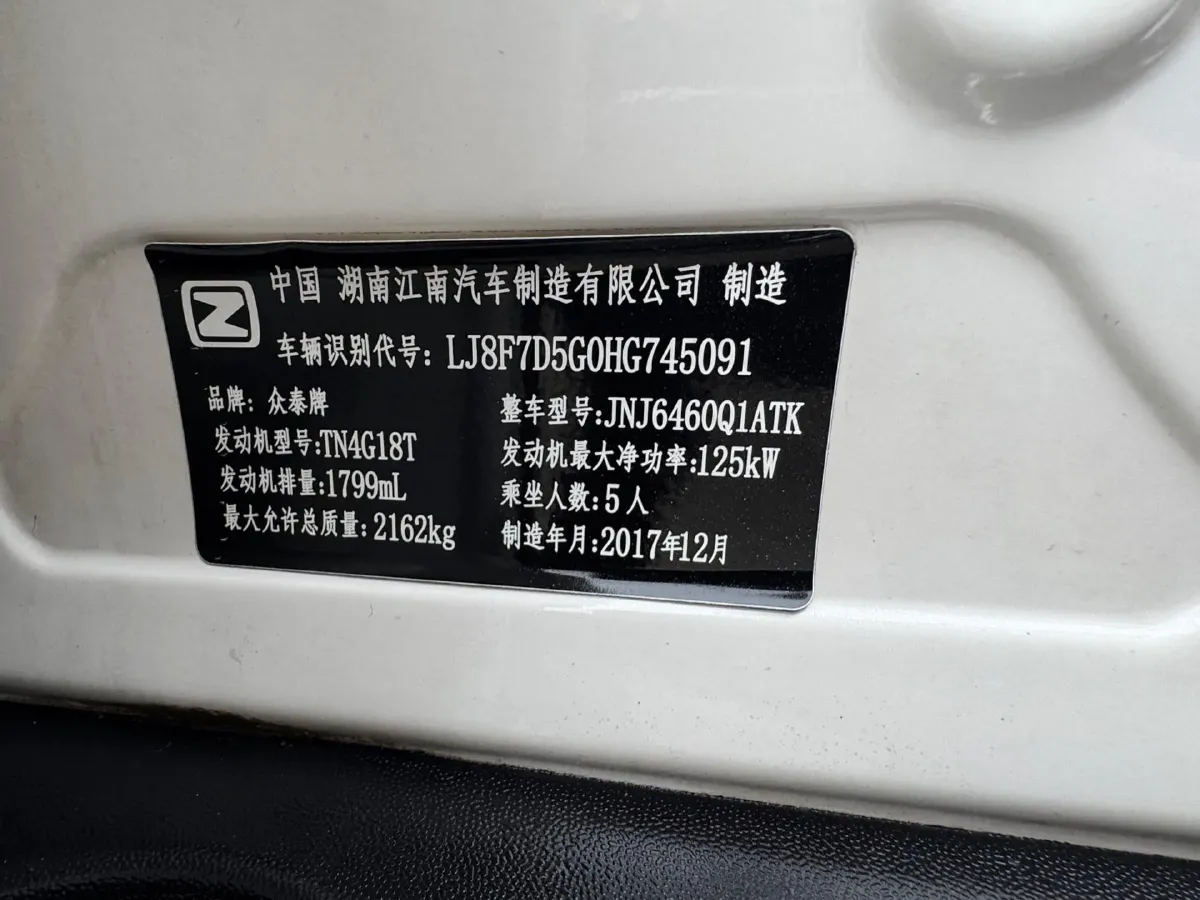 中国 湖南江南汽车制造有限公司 制造
车辆识别代号：LJ8F7D5G0HG745091
品牌：众泰牌
整车型号：JNJ6460Q1ATK
发动机型号：TN4G18T
发动机最大净功率：125kW
发动机排量：1799mL
乘坐人数：5人
最大允许总质量：2162kg
制造年月：2017年12月